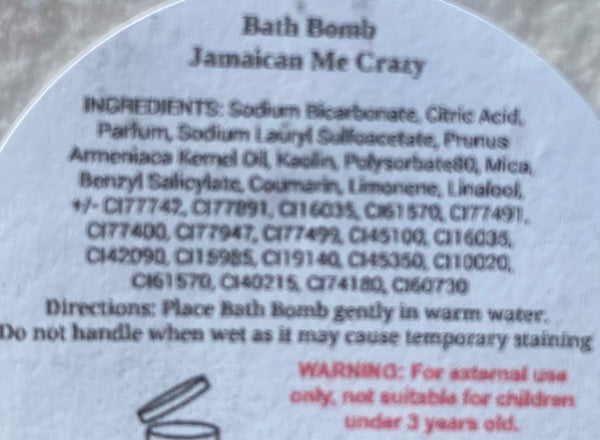 Bath Bomb
Jamaican Me Crazy
INGREDIENTS: Sodium Bicarbonate, Citric Acid,
Parfum, Sodium Lauryl Sulfoacetate, Prunus
Armeniaca Kernel Oil, Kaolin, Polysorbate80, Mica,
Benzyl Salicylate, Coumarin, Limonene, Linalool,
+/- CI77742, CI77891, CI16035, CI61570, CI77491,
CI77400, CI77947, CI77499, CI45100, CI16035,
CI42090, CI15985, CI19140, CI45350, CI10020,
CI61570, CI40215, CI74180, CI60730
Directions: Place Bath Bomb gently in warm water.
Do not handle when wet as it may cause temporary staining
WARNING: For external use
only, not suitable for children
under 3 years old.